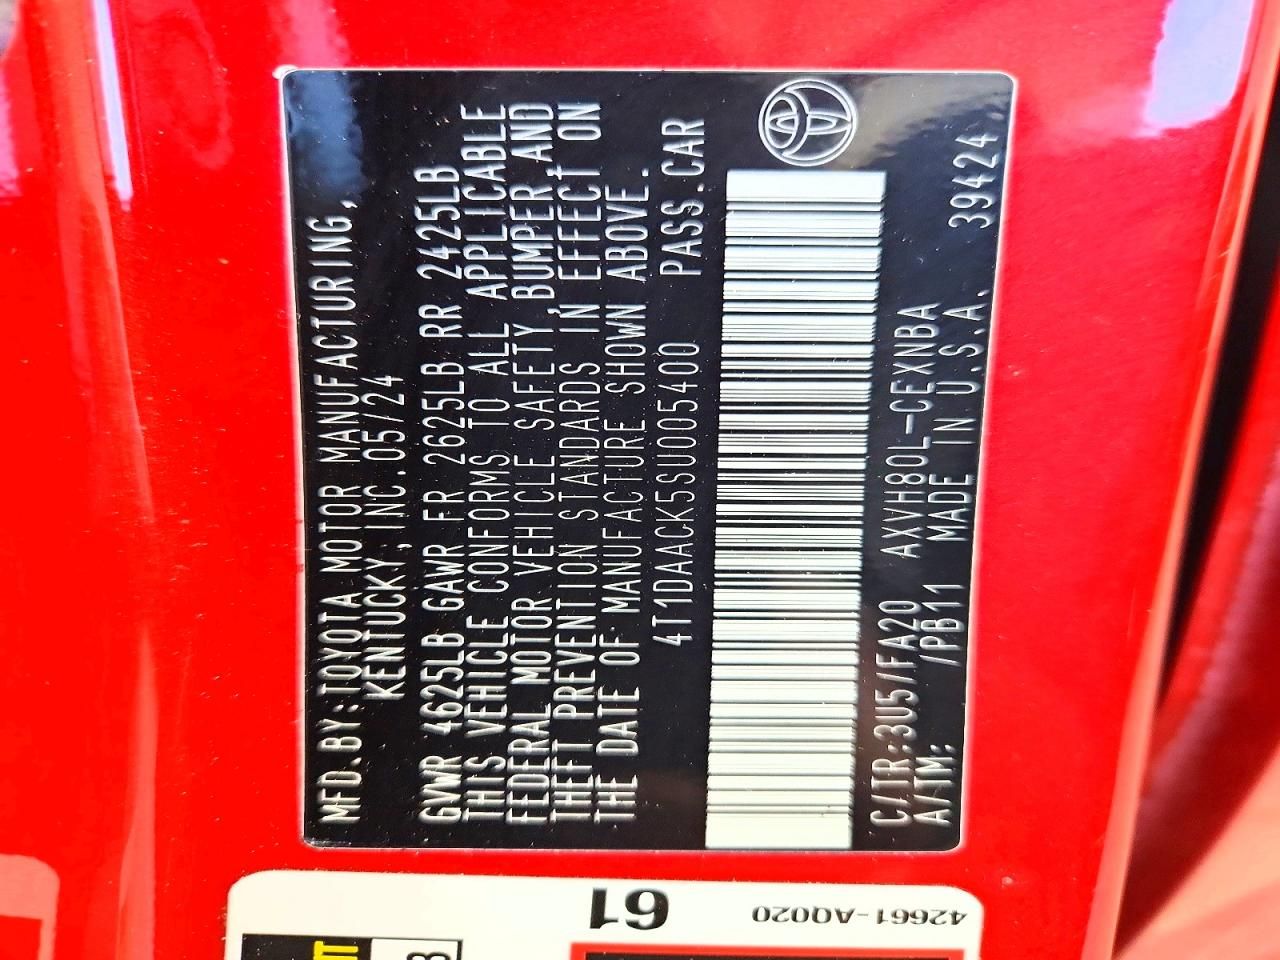 MFD.BY:TOYOTA MOTOR MANUFACTURING,
KENTUCKY,INC.05/24
GVWR 4625LB GAWR FR 2625LB RR 2425LB
THIS VEHICLE CONFORMS TO ALL APPLICABLE
FEDERAL MOTOR VEHICLE SAFETY,BUMPER,AND
THEFT PREVENTION STANDARDS IN EFFECT ON
THE DATE OF MANUFACTURE SHOWN ABOVE.
4T1DAACK5SU005400 PASS.CAR
C/TR:3U5/FA20 AXVH80L-CEXNBA
A/TM: /PB11 MADE IN U.S.A. 39424
61
42661-AQ020